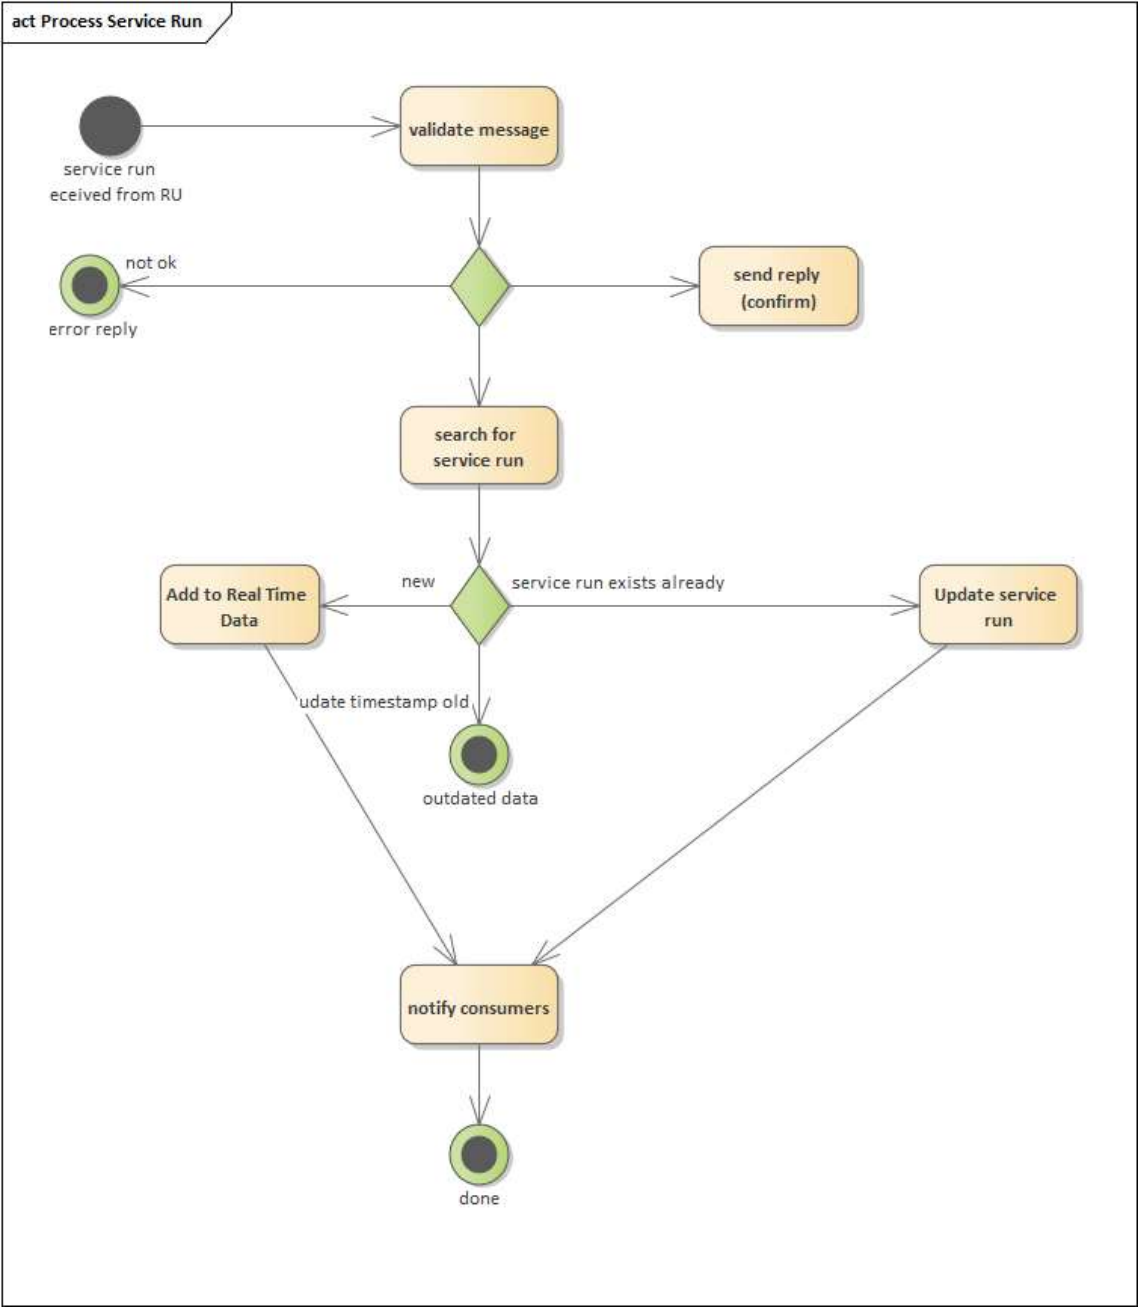 act Process Service Run
validate message
service run
eceived from RU
not ok
send reply
(confirm)
error reply
search for
service run
new
service run exists already
Add to Real Time
Data
Update service
run
udate timestamp old
outdated data
notify consumers
done